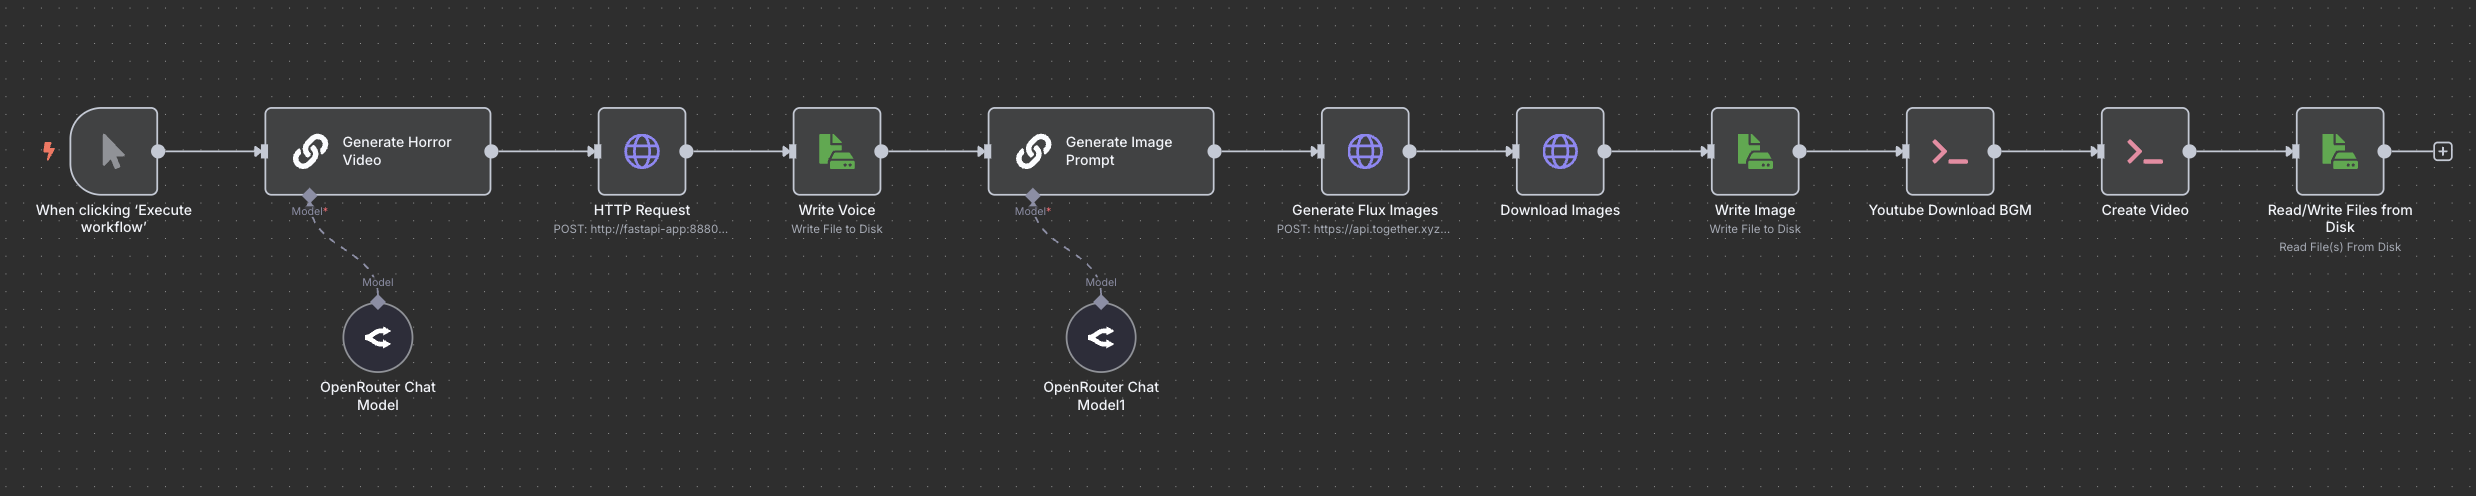 When clicking ‘Execute
workflow’
Generate Horror
Video
Model*
Model
OpenRouter Chat
Model
HTTP Request
POST: http://fastapi-app:8880...
Write Voice
Write File to Disk
Generate Image
Prompt
Model*
Model
OpenRouter Chat
Model1
Generate Flux Images
POST: https://api.together.xyz...
Download Images
Write Image
Write File to Disk
Youtube Download BGM
Create Video
Read/Write Files from
Disk
Read File(s) From Disk